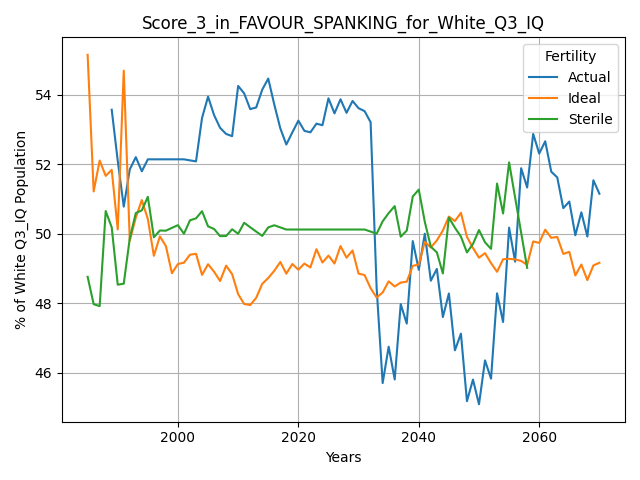 Score_3_in_FAVOUR_SPANKING_for_White_Q3_IQ
Fertility
Actual
Ideal
Sterile
% of White Q3_IQ Population
54
52
50
48
46
2000
2020
2040
2060
Years